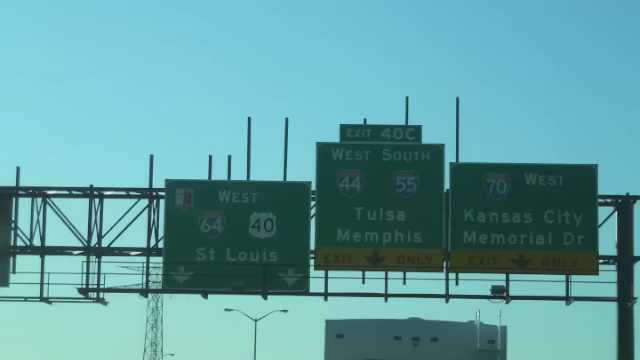 WEST
64 40
St Louis
EXIT 40C
WEST SOUTH
44 55
Tulsa
Memphis
EXIT ONLY
70 WEST
Kansas City
Memorial Dr
EXIT ONLY